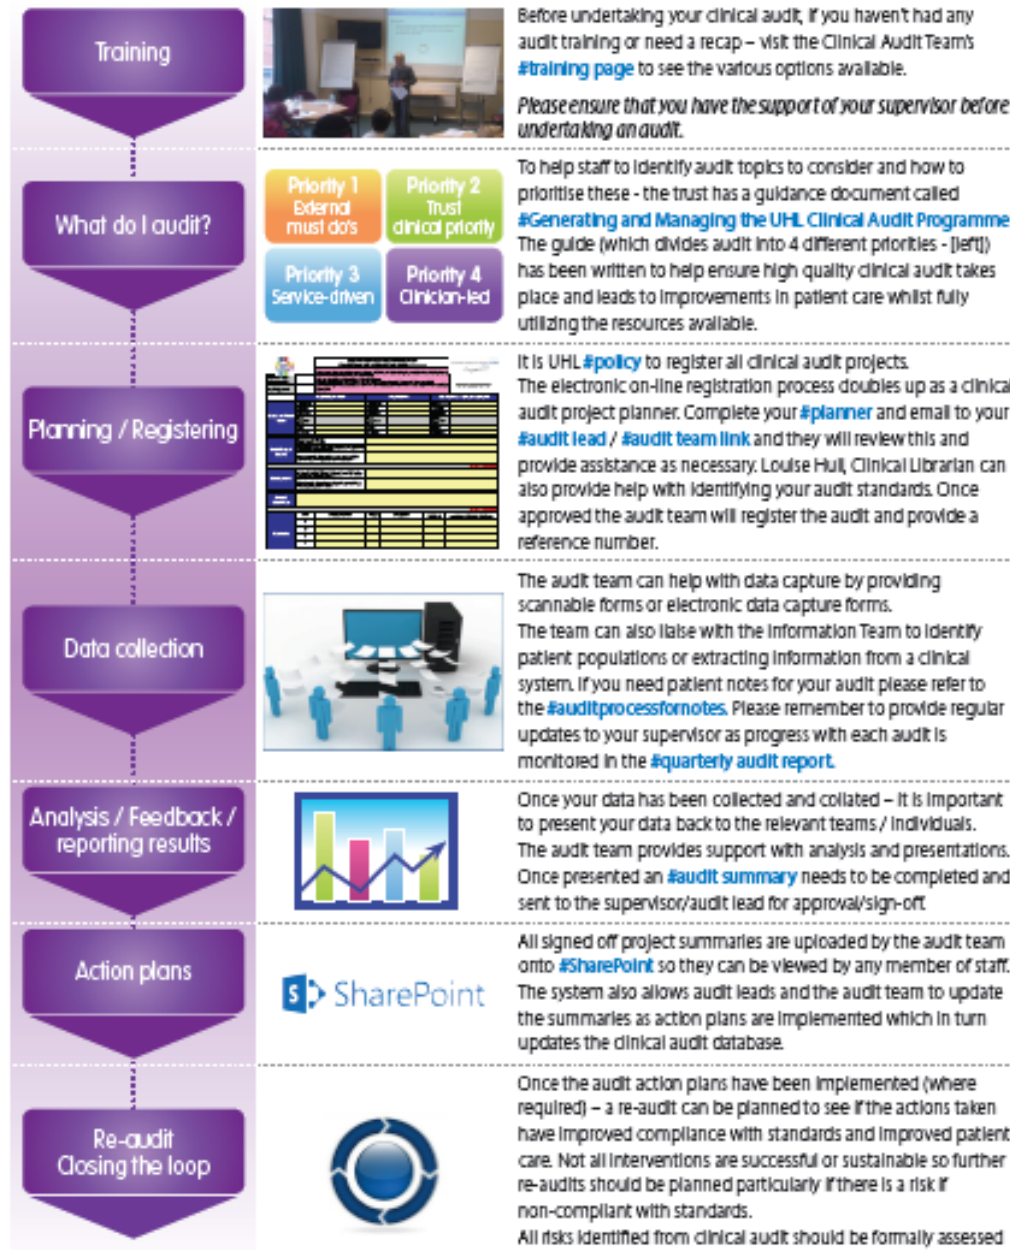 Training
Before undertaking your clinical audit, if you haven't had any
audit training or need a recap – visit the Clinical Audit Team's
#training page to see the various options available.
Please ensure that you have the support of your supervisor before
undertaking an audit.
What do I audit?
Priority 1
External
must do's
Priority 2
Trust
clinical priority
Priority 3
Service-driven
Priority 4
Clinician-led
To help staff to identify audit topics to consider and how to
prioritise these - the trust has a guidance document called
#Generating and Managing the UHL Clinical Audit Programme
The guide (which divides audit into 4 different priorities - [left])
has been written to help ensure high quality clinical audit takes
place and leads to improvements in patient care whilst fully
utilizing the resources available.
Planning / Registering
It is UHL #policy to register all clinical audit projects.
The electronic on-line registration process doubles up as a clinical
audit project planner. Complete your #planner and email to your
#audit lead / #audit team link and they will review this and
provide assistance as necessary. Louise Hull, Clinical Librarian can
also provide help with identifying your audit standards. Once
approved the audit team will register the audit and provide a
reference number.
Data collection
The audit team can help with data capture by providing
scannable forms or electronic data capture forms.
The team can also liaise with the Information Team to identify
patient populations or extracting information from a clinical
system. If you need patient notes for your audit please refer to
the #auditprocessfornotes. Please remember to provide regular
updates to your supervisor as progress with each audit is
monitored in the #quarterly audit report.
Analysis / Feedback /
reporting results
Once your data has been collected and collated – it is important
to present your data back to the relevant teams / individuals.
The audit team provides support with analysis and presentations.
Once presented an #audit summary needs to be completed and
sent to the supervisor/audit lead for approval/sign-off.
Action plans
S SharePoint
All signed off project summaries are uploaded by the audit team
onto #SharePoint so they can be viewed by any member of staff.
The system also allows audit leads and the audit team to update
the summaries as action plans are implemented which in turn
updates the clinical audit database.
Re-audit
Closing the loop
Once the audit action plans have been implemented (where
required) – a re-audit can be planned to see if the actions taken
have improved compliance with standards and improved patient
care. Not all interventions are successful or sustainable so further
re-audits should be planned particularly if there is a risk if
non-compliant with standards.
All risks identified from clinical audit should be formally assessed